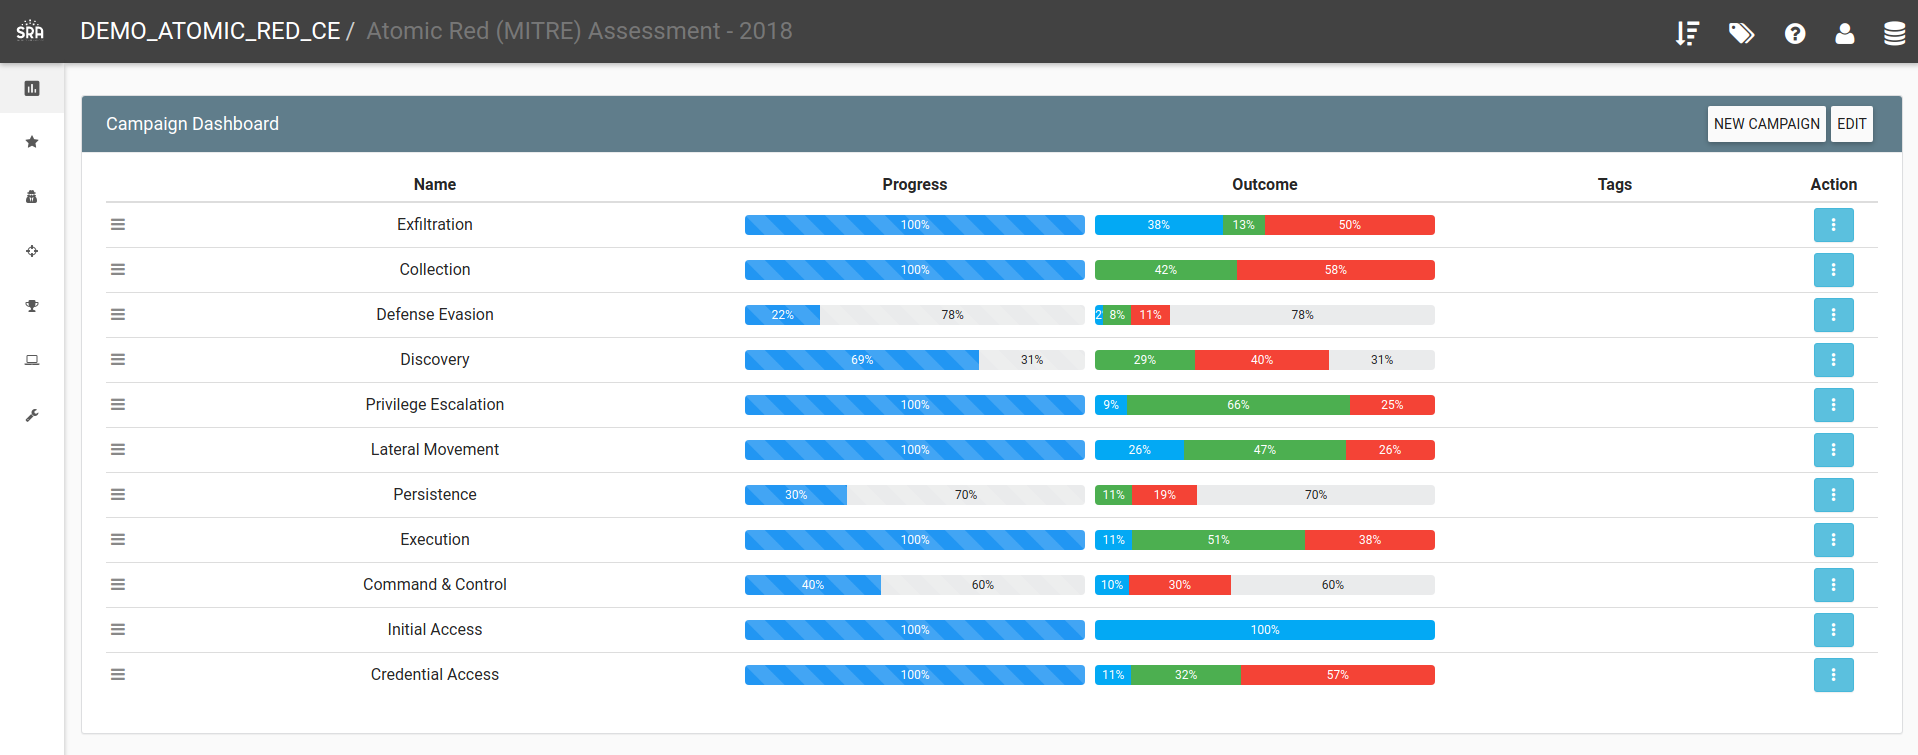 SRA DEMO_ATOMIC_RED_CE / Atomic Red (MITRE) Assessment - 2018
Campaign Dashboard NEW CAMPAIGN EDIT
Name Progress Outcome Tags Action
Exfiltration 100% 38% 13% 50%
Collection 100% 42% 58%
Defense Evasion 22% 78% 2 8% 11% 78%
Discovery 69% 31% 29% 40% 31%
Privilege Escalation 100% 9% 66% 25%
Lateral Movement 100% 26% 47% 26%
Persistence 30% 70% 11% 19% 70%
Execution 100% 11% 51% 38%
Command & Control 40% 60% 10% 30% 60%
Initial Access 100% 100%
Credential Access 100% 11% 32% 57%